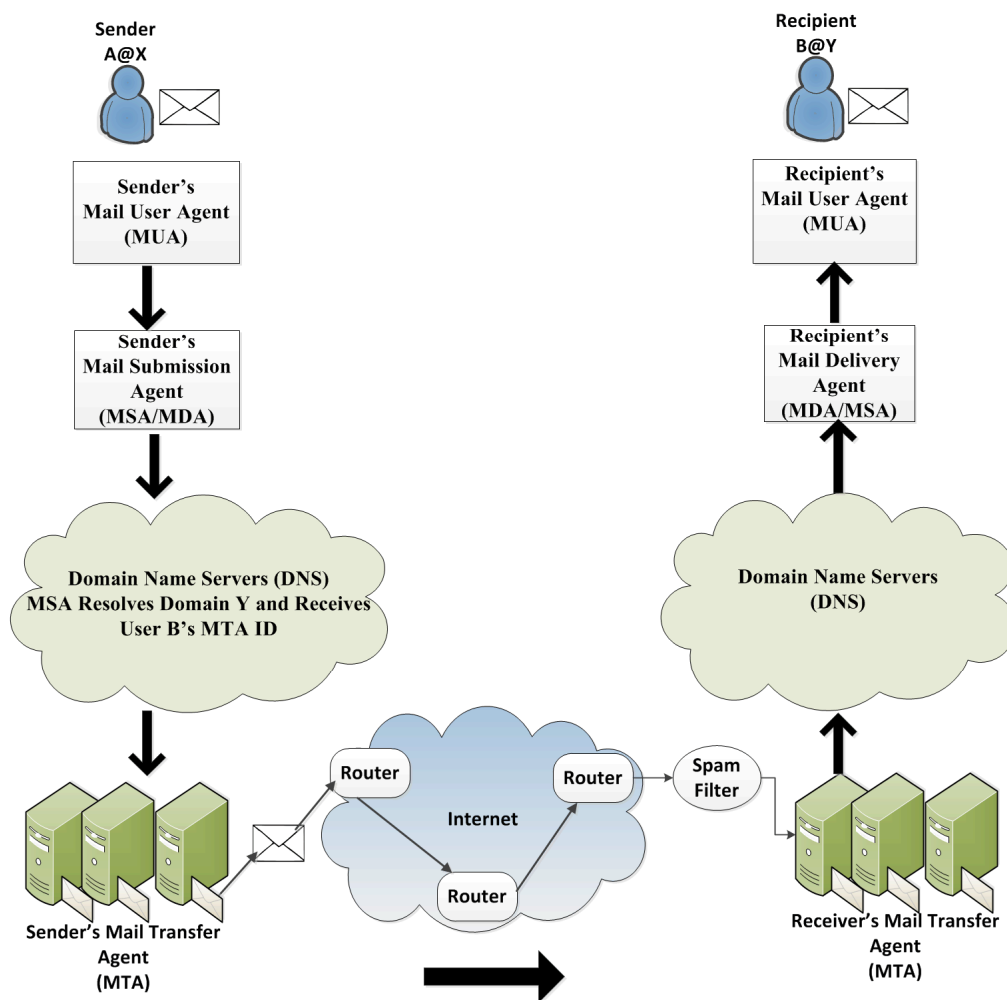 Sender
A@X
Sender's
Mail User Agent
(MUA)
Sender's
Mail Submission
Agent
(MSA/MDA)
Domain Name Servers (DNS)
MSA Resolves Domain Y and Receives
User B's MTA ID
Sender's Mail Transfer
Agent
(MTA)
Router
Internet
Router
Router
Spam
Filter
Recipient
B@Y
Recipient's
Mail User Agent
(MUA)
Recipient's
Mail Delivery
Agent
(MDA/MSA)
Domain Name Servers
(DNS)
Receiver's Mail Transfer
Agent
(MTA)